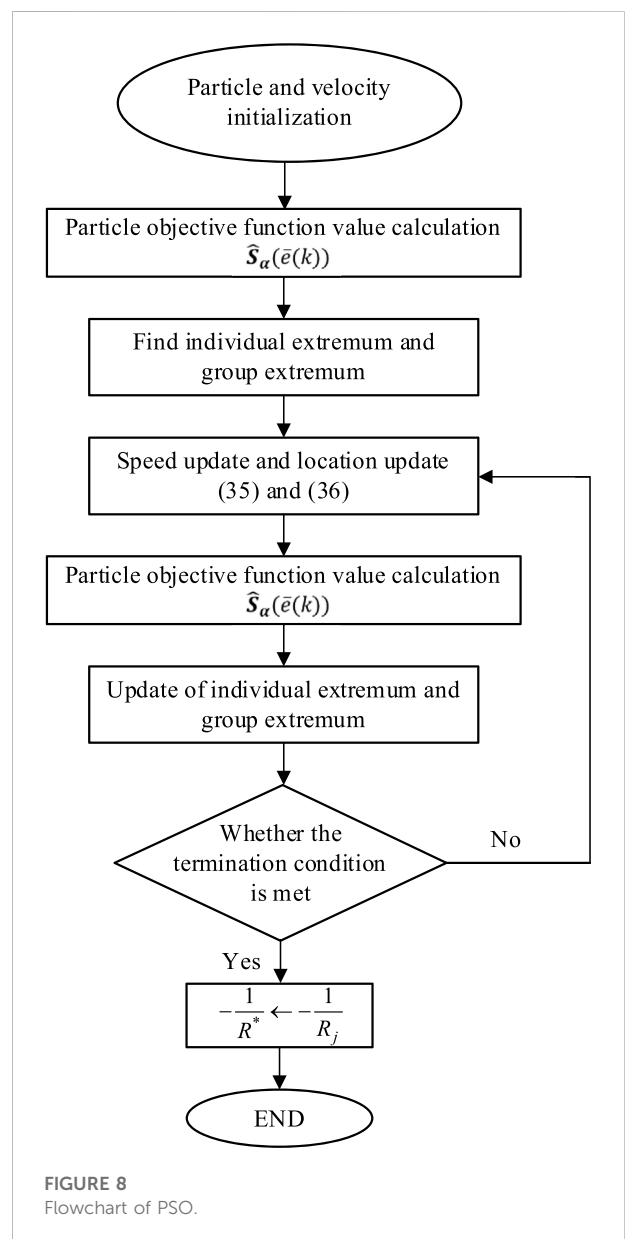 Particle and velocity
initialization
Particle objective function value calculation
Ŝα(ē(k))
Find individual extremum and
group extremum
Speed update and location update
(35) and (36)
Particle objective function value calculation
Ŝα(ē(k))
Update of individual extremum and
group extremum
Whether the
termination condition
is met
No
Yes
-1/R* ← -1/Rj
END
FIGURE 8
Flowchart of PSO.